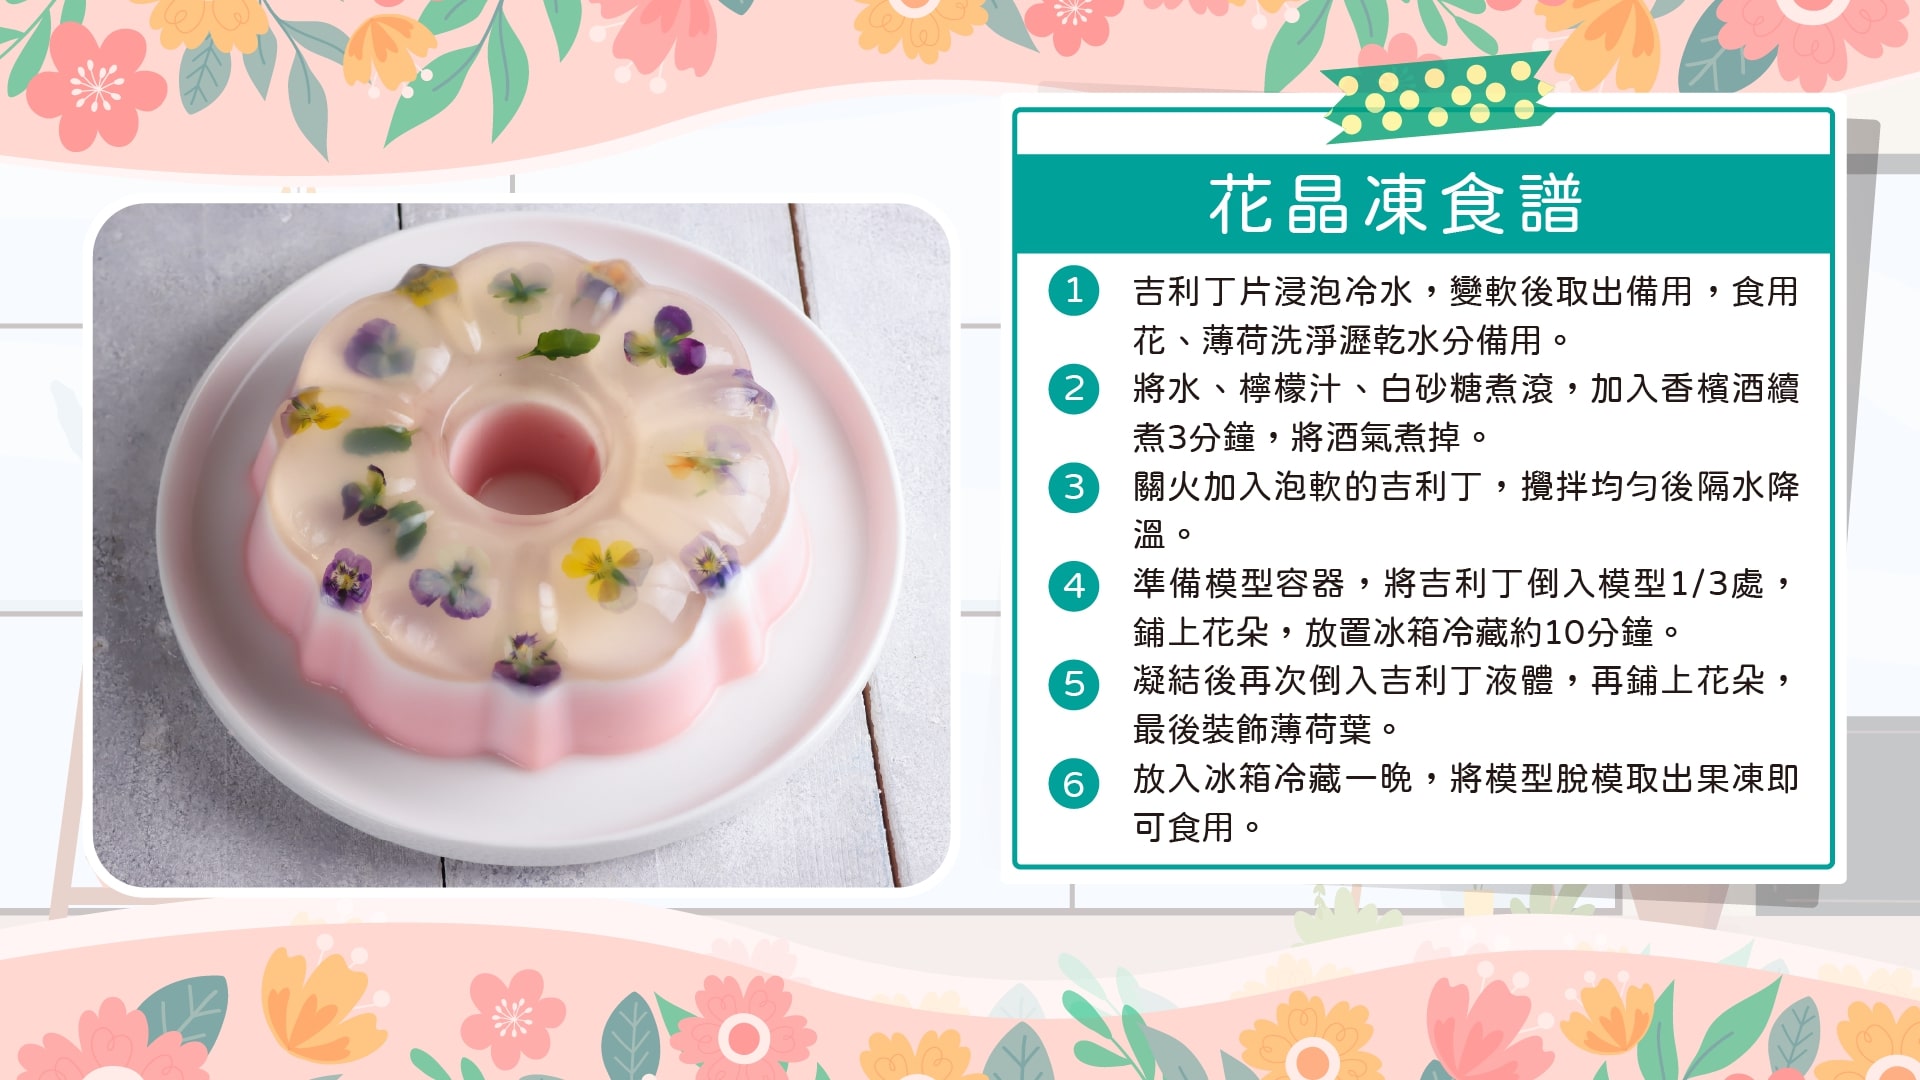 花晶凍食譜
1 吉利丁片浸泡冷水，變軟後取出備用，食用
花、薄荷洗淨瀝乾水分備用。
2 將水、檸檬汁、白砂糖煮滾，加入香檳酒續
煮3分鐘，將酒氣煮掉。
3 關火加入泡軟的吉利丁，攪拌均勻後隔水降
溫。
4 準備模型容器，將吉利丁倒入模型1/3處，
鋪上花朵，放置冰箱冷藏約10分鐘。
5 凝結後再次倒入吉利丁液體，再鋪上花朵，
最後裝飾薄荷葉。
6 放入冰箱冷藏一晚，將模型脫模取出果凍即
可食用。